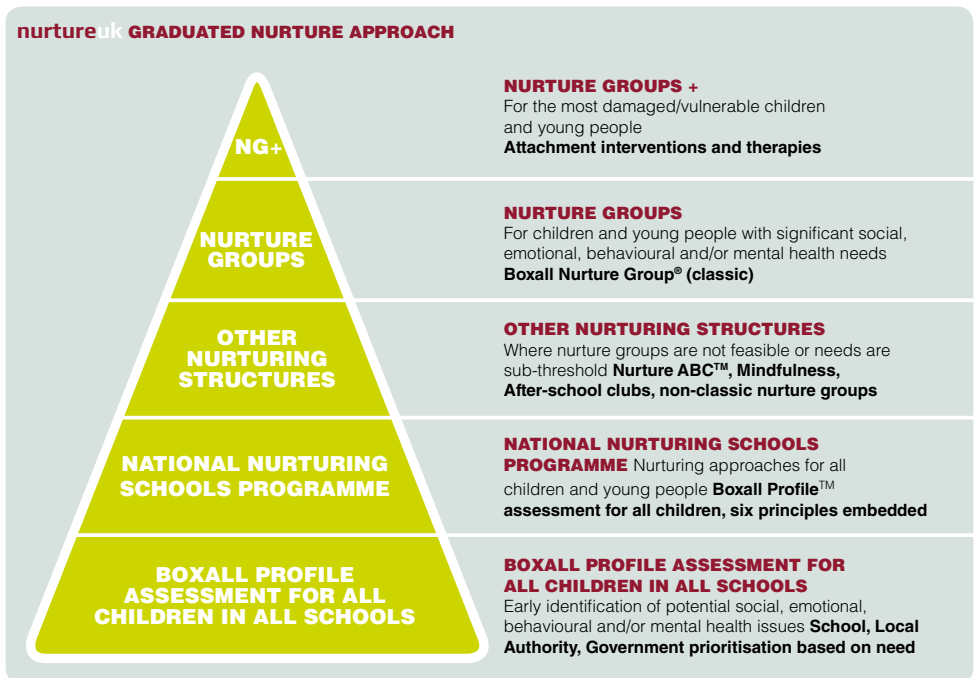 nurtureuk GRADUATED NURTURE APPROACH
NG+
NURTURE GROUPS +
For the most damaged/vulnerable children
and young people
Attachment interventions and therapies
NURTURE
GROUPS
NURTURE GROUPS
For children and young people with significant social,
emotional, behavioural and/or mental health needs
Boxall Nurture Group® (classic)
OTHER
NURTURING
STRUCTURES
OTHER NURTURING STRUCTURES
Where nurture groups are not feasible or needs are
sub-threshold Nurture ABC™, Mindfulness,
After-school clubs, non-classic nurture groups
NATIONAL NURTURING
SCHOOLS PROGRAMME
NATIONAL NURTURING SCHOOLS
PROGRAMME Nurturing approaches for all
children and young people Boxall Profile™
assessment for all children, six principles embedded
BOXALL PROFILE
ASSESSMENT FOR ALL
CHILDREN IN ALL SCHOOLS
BOXALL PROFILE ASSESSMENT FOR
ALL CHILDREN IN ALL SCHOOLS
Early identification of potential social, emotional,
behavioural and/or mental health issues School, Local
Authority, Government prioritisation based on need